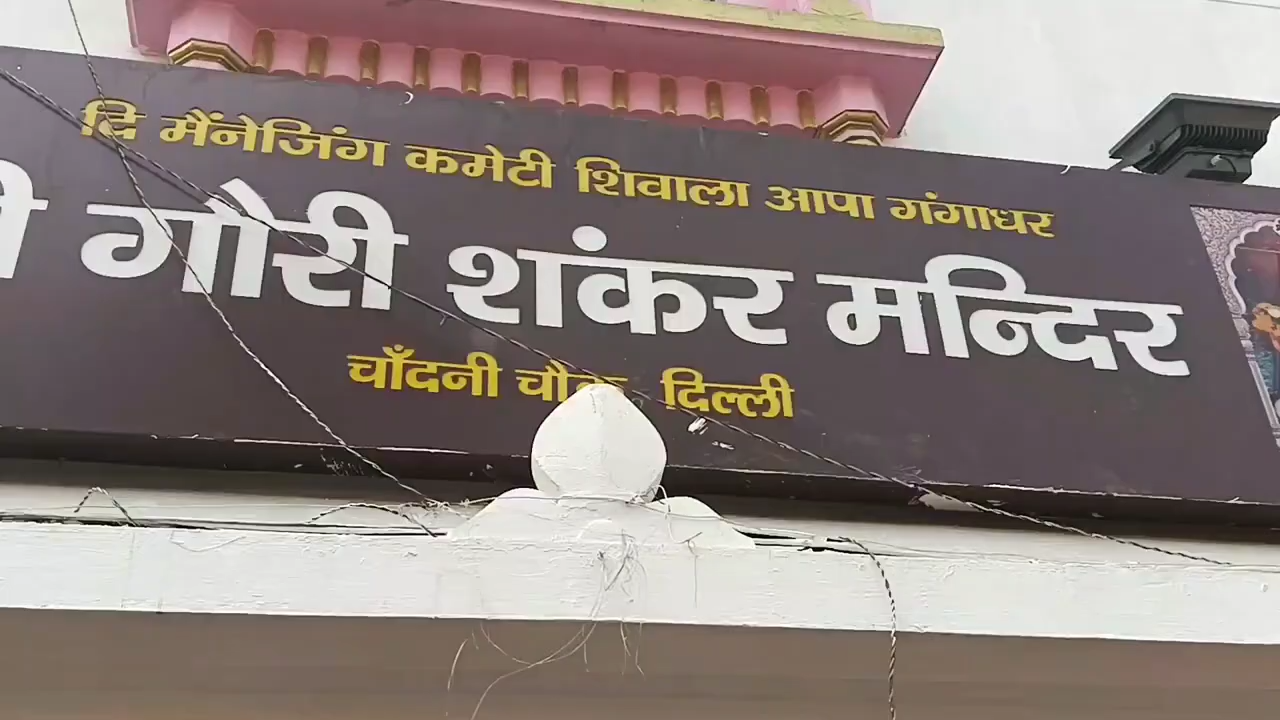 दि मैंनेजिंग कमेटी शिवाला आपा गंगाधर
गौरी शंकर मन्दिर
चाँदनी चौक दिल्ली